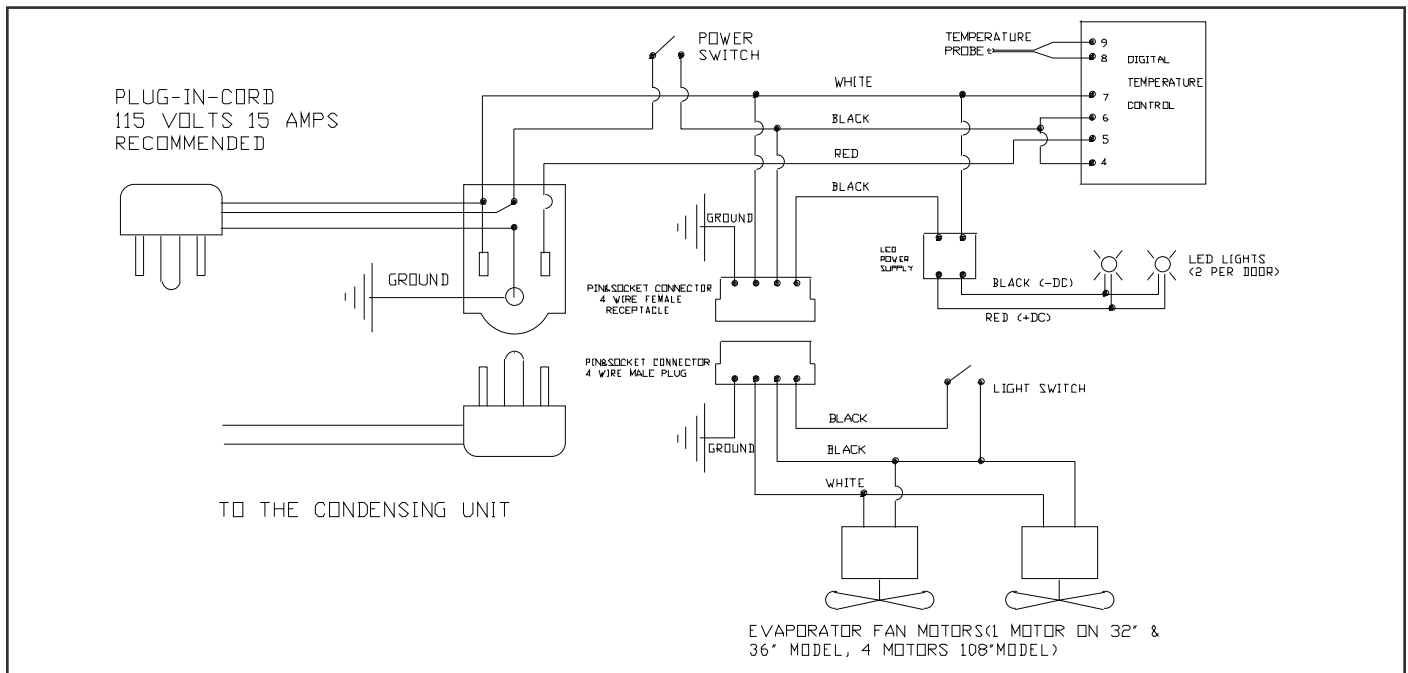 POWER
SWITCH
TEMPERATURE
PROBE
9
8
DIGITAL
TEMPERATURE
CONTROL
7
6
5
4
PLUG-IN-CORD
115 VOLTS 15 AMPS
RECOMMENDED
WHITE
BLACK
RED
BLACK
GROUND
GROUND
LED
POWER
SUPPLY
LED LIGHTS
(2 PER DOOR)
BLACK (-DC)
RED (+DC)
PIN&SOCKET CONNECTOR
4 WIRE FEMALE
RECEPTACLE
PIN&SOCKET CONNECTOR
4 WIRE MALE PLUG
LIGHT SWITCH
BLACK
GROUND
BLACK
WHITE
TO THE CONDENSING UNIT
EVAPORATOR FAN MOTORS(1 MOTOR ON 32" &
36" MODEL, 4 MOTORS 108"MODEL)